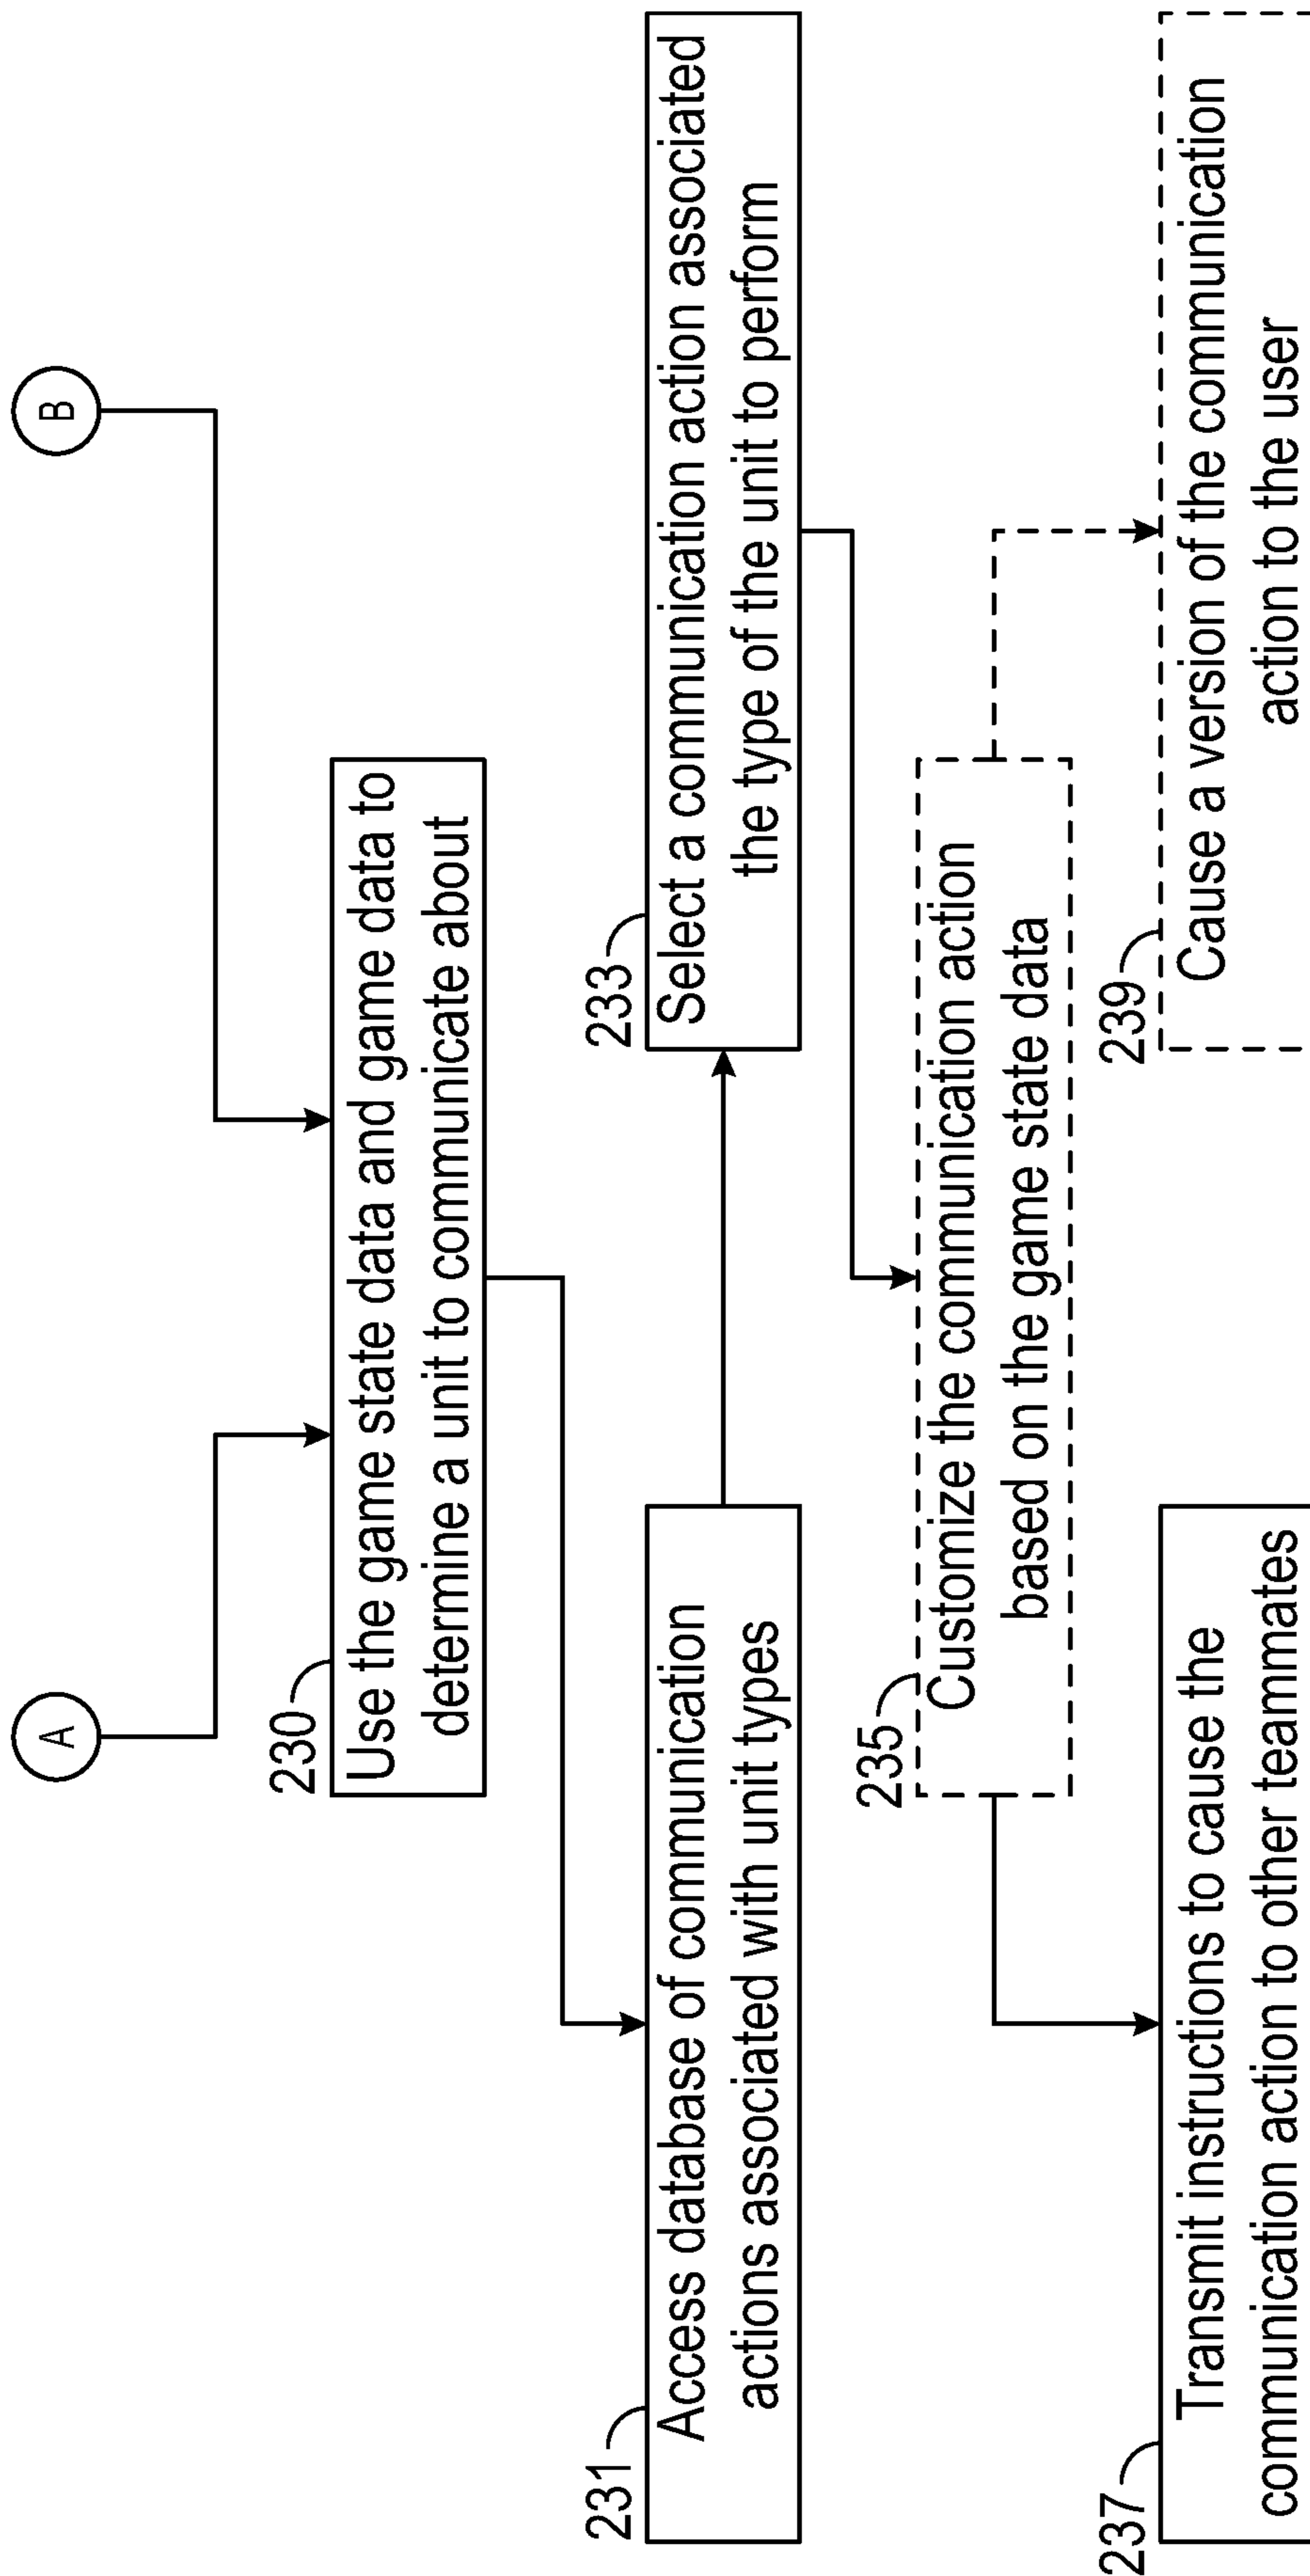 A
B
230
Use the game state data and game data to
determine a unit to communicate about
231
Access database of communication
actions associated with unit types
233
Select a communication action associated
the type of the unit to perform
235
Customize the communication action
based on the game state data
237
Transmit instructions to cause the
communication action to other teammates
239
Cause a version of the communication
action to the user